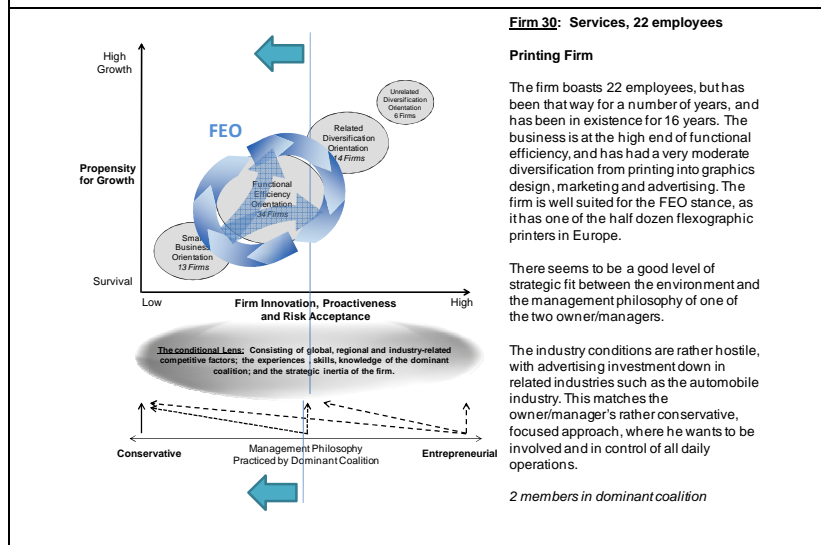 High
Growth
Propensity
for Growth
Survival
FEO
Unrelated
Diversification
Orientation
6 Firms
Related
Diversification
Orientation
14 Firms
Functional
Efficiency
Orientation
34 Firms
Small
Business
Orientation
13 Firms
Low
Firm Innovation, Proactiveness
and Risk Acceptance
High
The conditional Lens: Consisting of global, regional and industry-related
competitive factors; the experiences , skills, knowledge of the dominant
coalition; and the strategic inertia of the firm.
Conservative
Management Philosophy
Practiced by Dominant Coalition
Entrepreneurial
Firm 30: Services, 22 employees
Printing Firm
The firm boasts 22 employees, but has
been that way for a number of years, and
has been in existence for 16 years. The
business is at the high end of functional
efficiency, and has had a very moderate
diversification from printing into graphics
design, marketing and advertising. The
firm is well suited for the FEO stance, as
it has one of the half dozen flexographic
printers in Europe.
There seems to be a good level of
strategic fit between the environment and
the management philosophy of one of
the two owner/managers.
The industry conditions are rather hostile,
with advertising investment down in
related industries such as the automobile
industry. This matches the
owner/manager's rather conservative,
focused approach, where he wants to be
involved and in control of all daily
operations.
2 members in dominant coalition